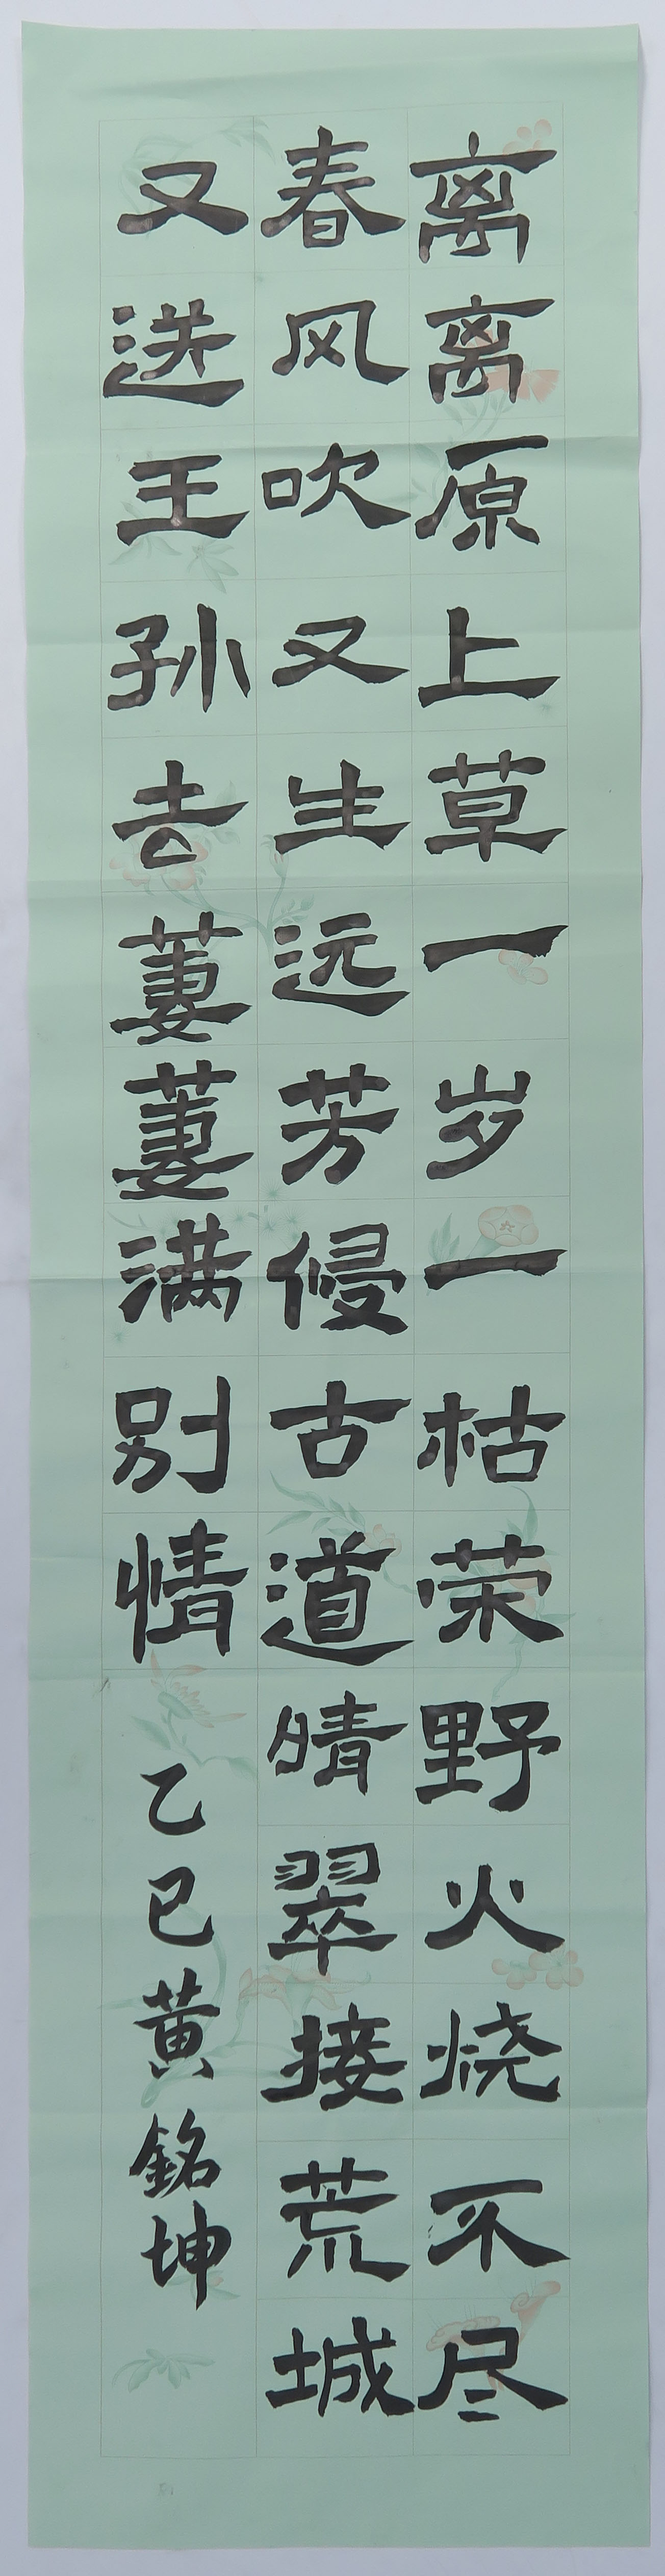 离离原上草一岁一枯荣野火烧不尽
春风吹又生远芳侵古道晴翠接荒城
又送王孙去萋萋满别情
乙巳黄銘坤